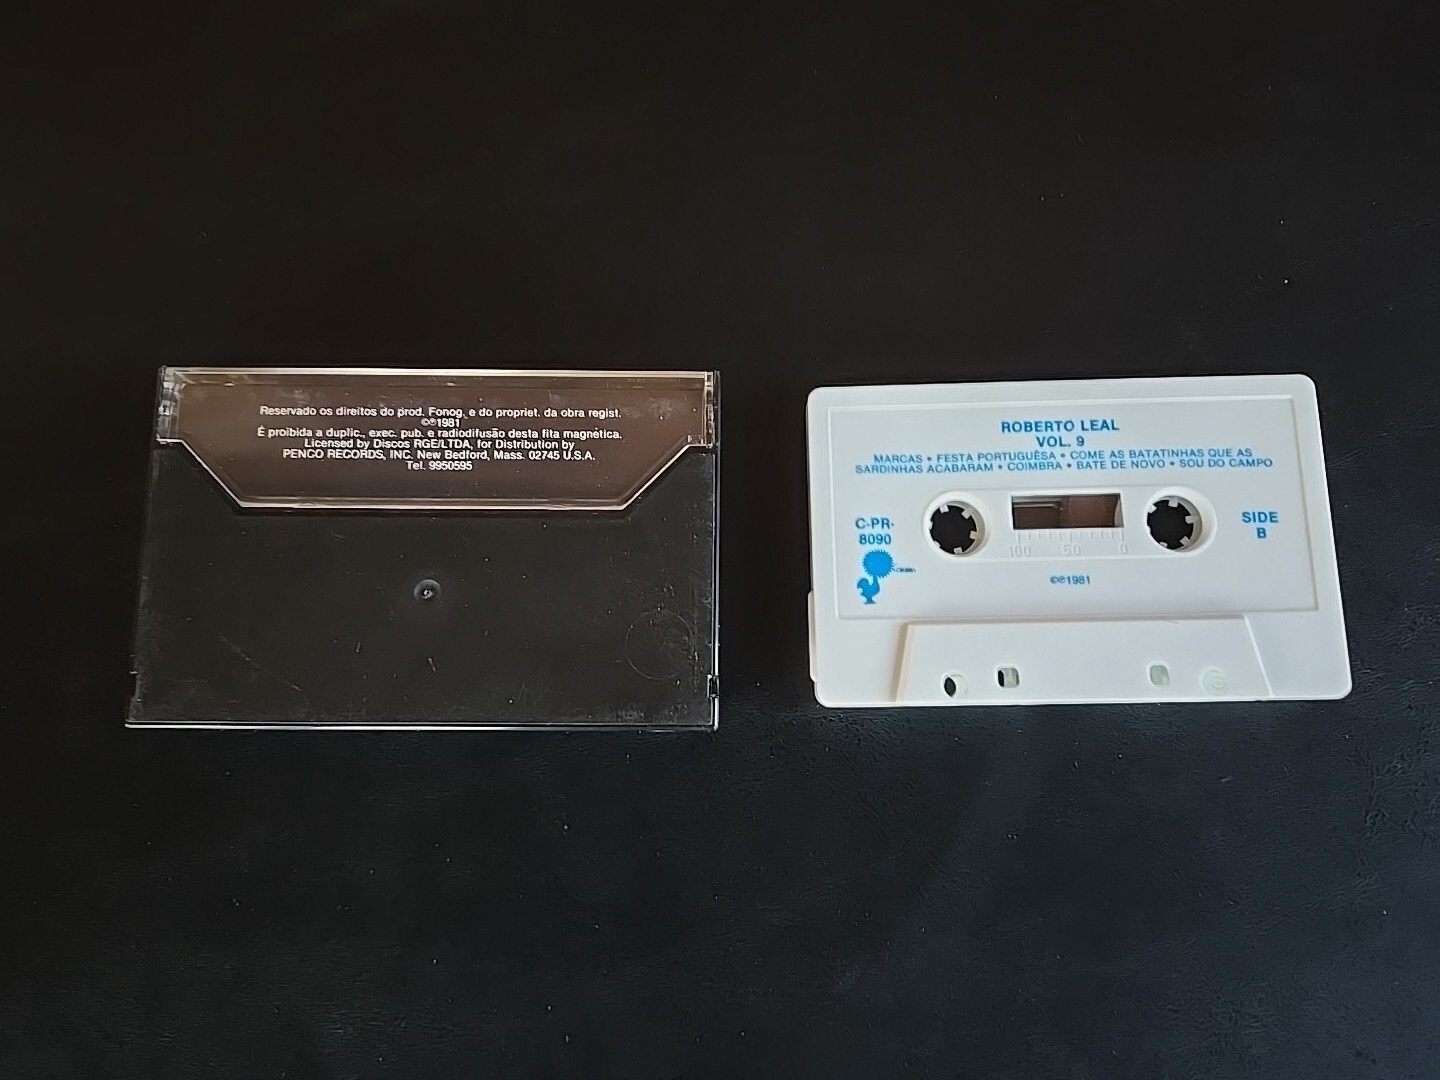 Reservado os direitos do prod. Fonog. e do propriet. da obra regist.
©℗1981
É proibida a duplic., exec. pub. e radiodifusão desta fita magnética.
Licensed by Discos RGE/LTDA, for Distribution by
PENCO RECORDS, INC. New Bedford, Mass. 02745 U.S.A.
Tel. 9950595
ROBERTO LEAL
VOL. 9
MARCAS • FESTA PORTUGUÊSA • COME AS BATATINHAS QUE AS
SARDINHAS ACABARAM • COIMBRA • BATE DE NOVO • SOU DO CAMPO
C-PR-
8090
SIDE
B
100 50 0
©℗1981